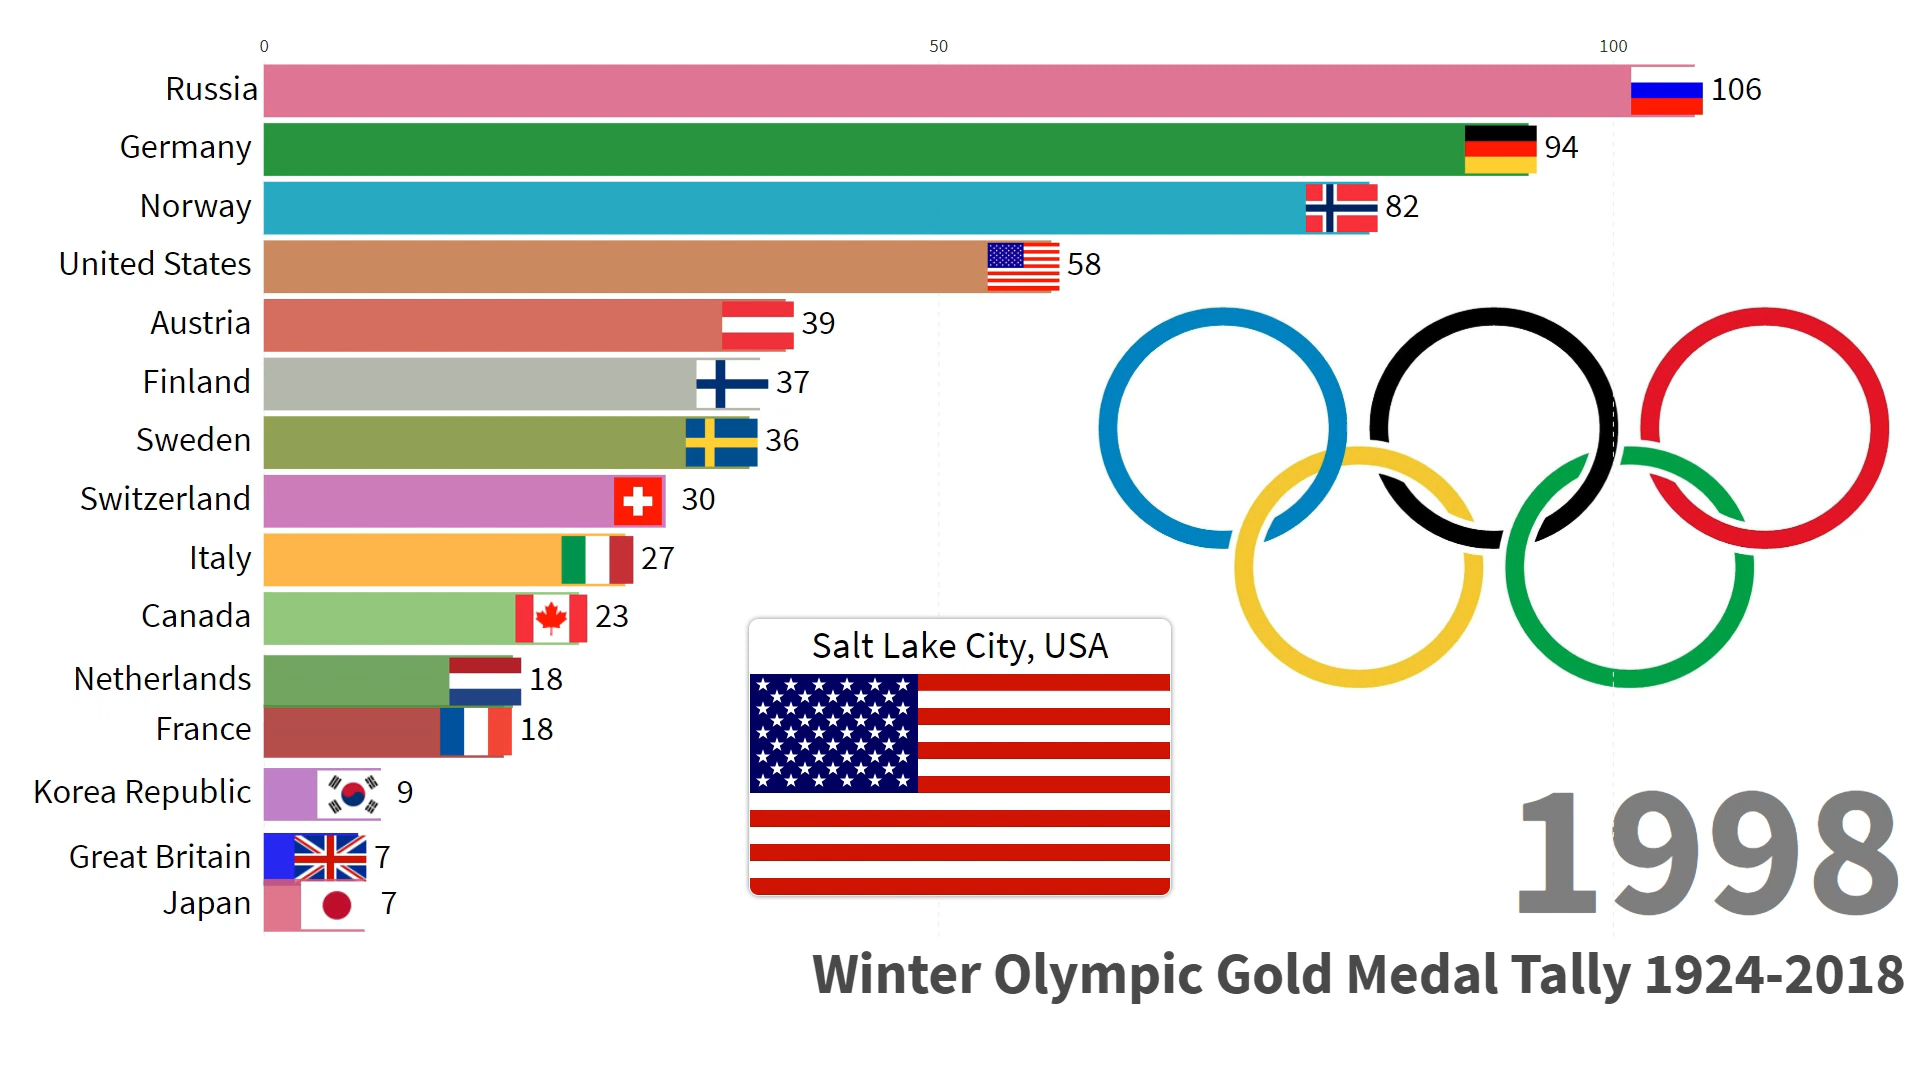 0 50 100
Russia 106
Germany 94
Norway 82
United States 58
Austria 39
Finland 37
Sweden 36
Switzerland 30
Italy 27
Canada 23
Netherlands 18
France 18
Korea Republic 9
Great Britain 7
Japan 7
Salt Lake City, USA
1998
Winter Olympic Gold Medal Tally 1924-2018